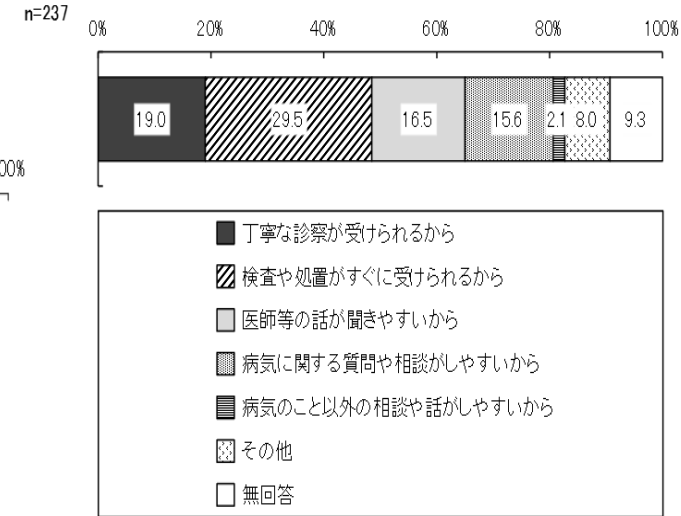 n=237
0% 20% 40% 60% 80% 100%
19.0 29.5 16.5 15.6 2.1 8.0 9.3
00%
丁寧な診察が受けられるから
検査や処置がすぐに受けられるから
医師等の話が聞きやすいから
病気に関する質問や相談がしやすいから
病気のこと以外の相談や話がしやすいから
その他
無回答